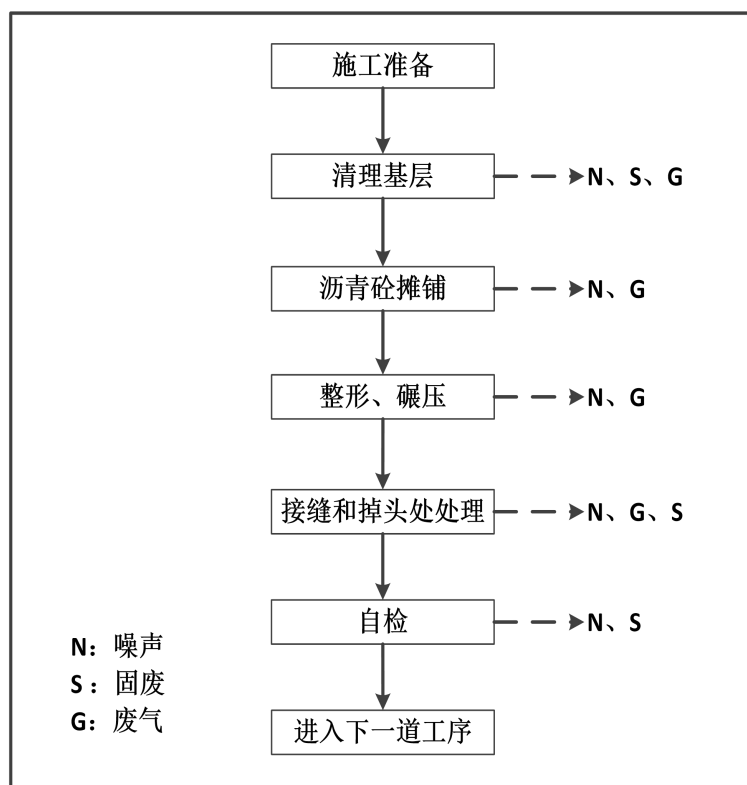 施工准备
清理基层
N、S、G
沥青砼摊铺
N、G
整形、碾压
N、G
接缝和掉头处处理
N、G、S
自检
N、S
N：噪声
S：固废
G：废气
进入下一道工序